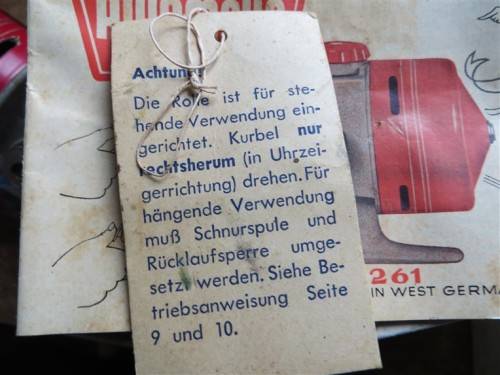 Achtung!
Die Rolle ist für ste-
hende Verwendung ein-
gerichtet. Kurbel nur
rechtsherum (in Uhrzei-
gerrichtung) drehen. Für
hängende Verwendung
muß Schnurspule und
Rücklaufsperre umge-
setzt werden. Siehe Be-
triebsanweisung Seite
9 und 10.
261
IN WEST GERMA